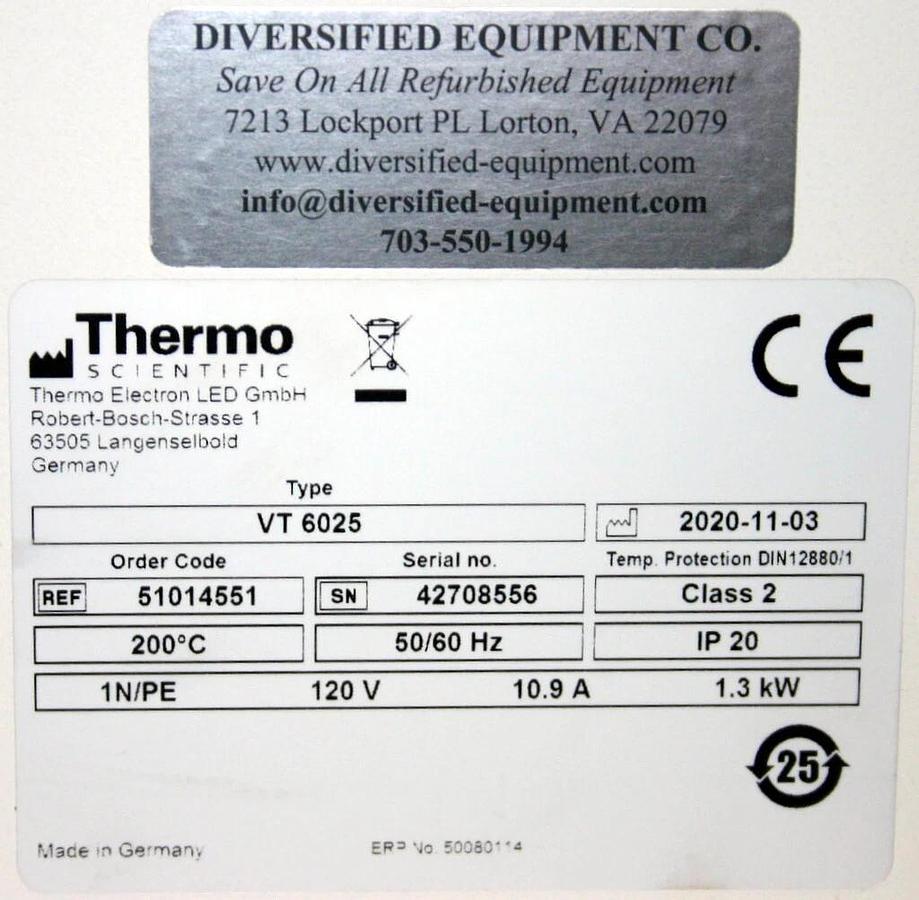 DIVERSIFIED EQUIPMENT CO.
Save On All Refurbished Equipment
7213 Lockport PL Lorton, VA 22079
www.diversified-equipment.com
info@diversified-equipment.com
703-550-1994
Thermo
SCIENTIFIC
CE
Thermo Electron LED GmbH
Robert-Bosch-Strasse 1
63505 Langenselbold
Germany
Type
VT 6025
2020-11-03
Order Code
Serial no.
Temp. Protection DIN12880/1
REF 51014551
SN 42708556
Class 2
200°C
50/60 Hz
IP 20
1N/PE 120 V 10.9 A 1.3 kW
25
Made in Germany
ERP No. 50080114